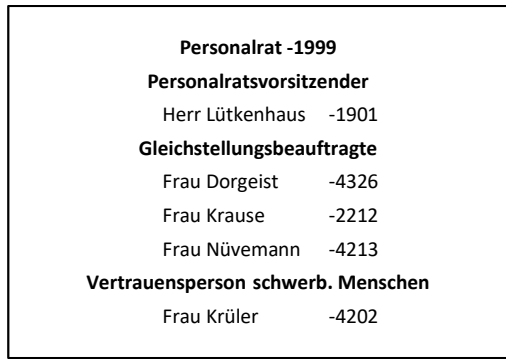 Personalrat -1999
Personalratsvorsitzender
Herr Lütkenhaus -1901
Gleichstellungsbeauftragte
Frau Dorgeist -4326
Frau Krause -2212
Frau Nüvemann -4213
Vertrauensperson schwerb. Menschen
Frau Krüler -4202